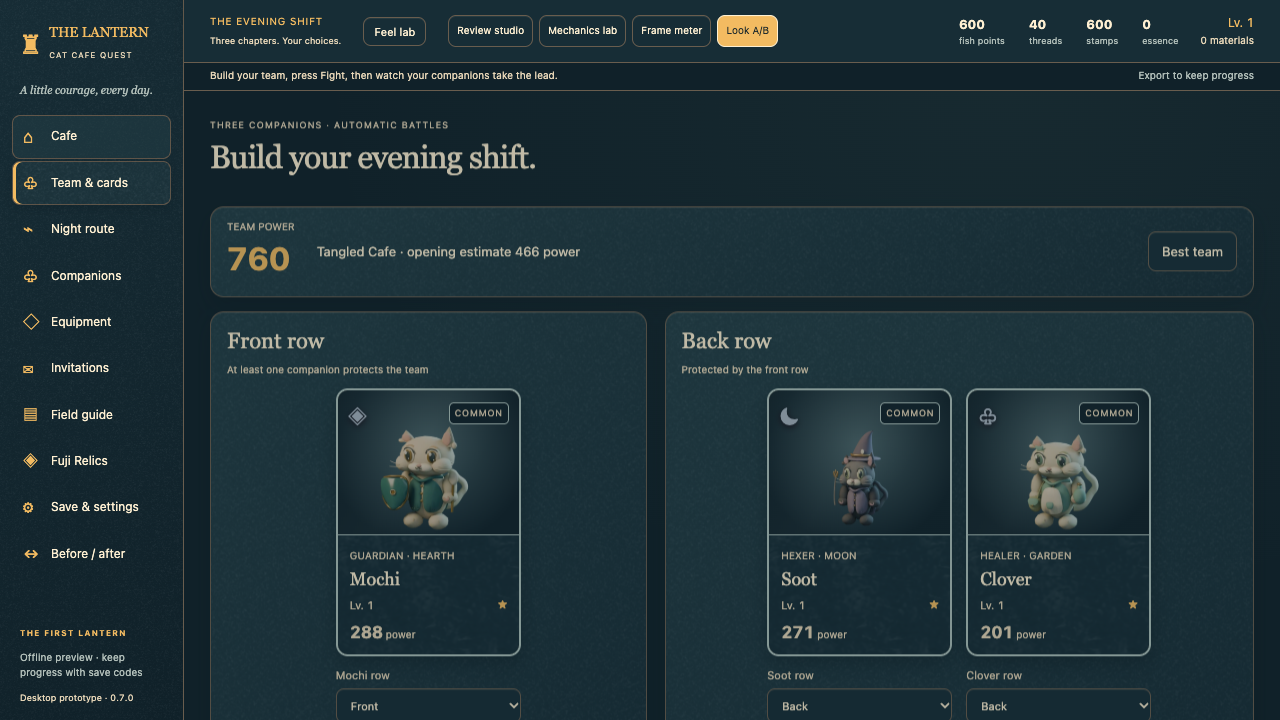 THE LANTERN
CAT CAFE QUEST
A little courage, every day.
Cafe
Team & cards
Night route
Companions
Equipment
Invitations
Field guide
Fuji Relics
Save & settings
Before / after
THE FIRST LANTERN
Offline preview · keep
progress with save codes
Desktop prototype · 0.7.0
THE EVENING SHIFT
Three chapters. Your choices.
Feel lab
Review studio
Mechanics lab
Frame meter
Look A/B
600
fish points
40
threads
600
stamps
0
essence
Lv. 1
0 materials
Build your team, press Fight, then watch your companions take the lead.
Export to keep progress
THREE COMPANIONS · AUTOMATIC BATTLES
Build your evening shift.
TEAM POWER
760
Tangled Cafe · opening estimate 466 power
Best team
Front row
At least one companion protects the team
COMMON
GUARDIAN · HEARTH
Mochi
Lv. 1
288 power
Mochi row
Front
Back row
Protected by the front row
COMMON
HEXER · MOON
Soot
Lv. 1
271 power
Soot row
Back
COMMON
HEALER · GARDEN
Clover
Lv. 1
201 power
Clover row
Back